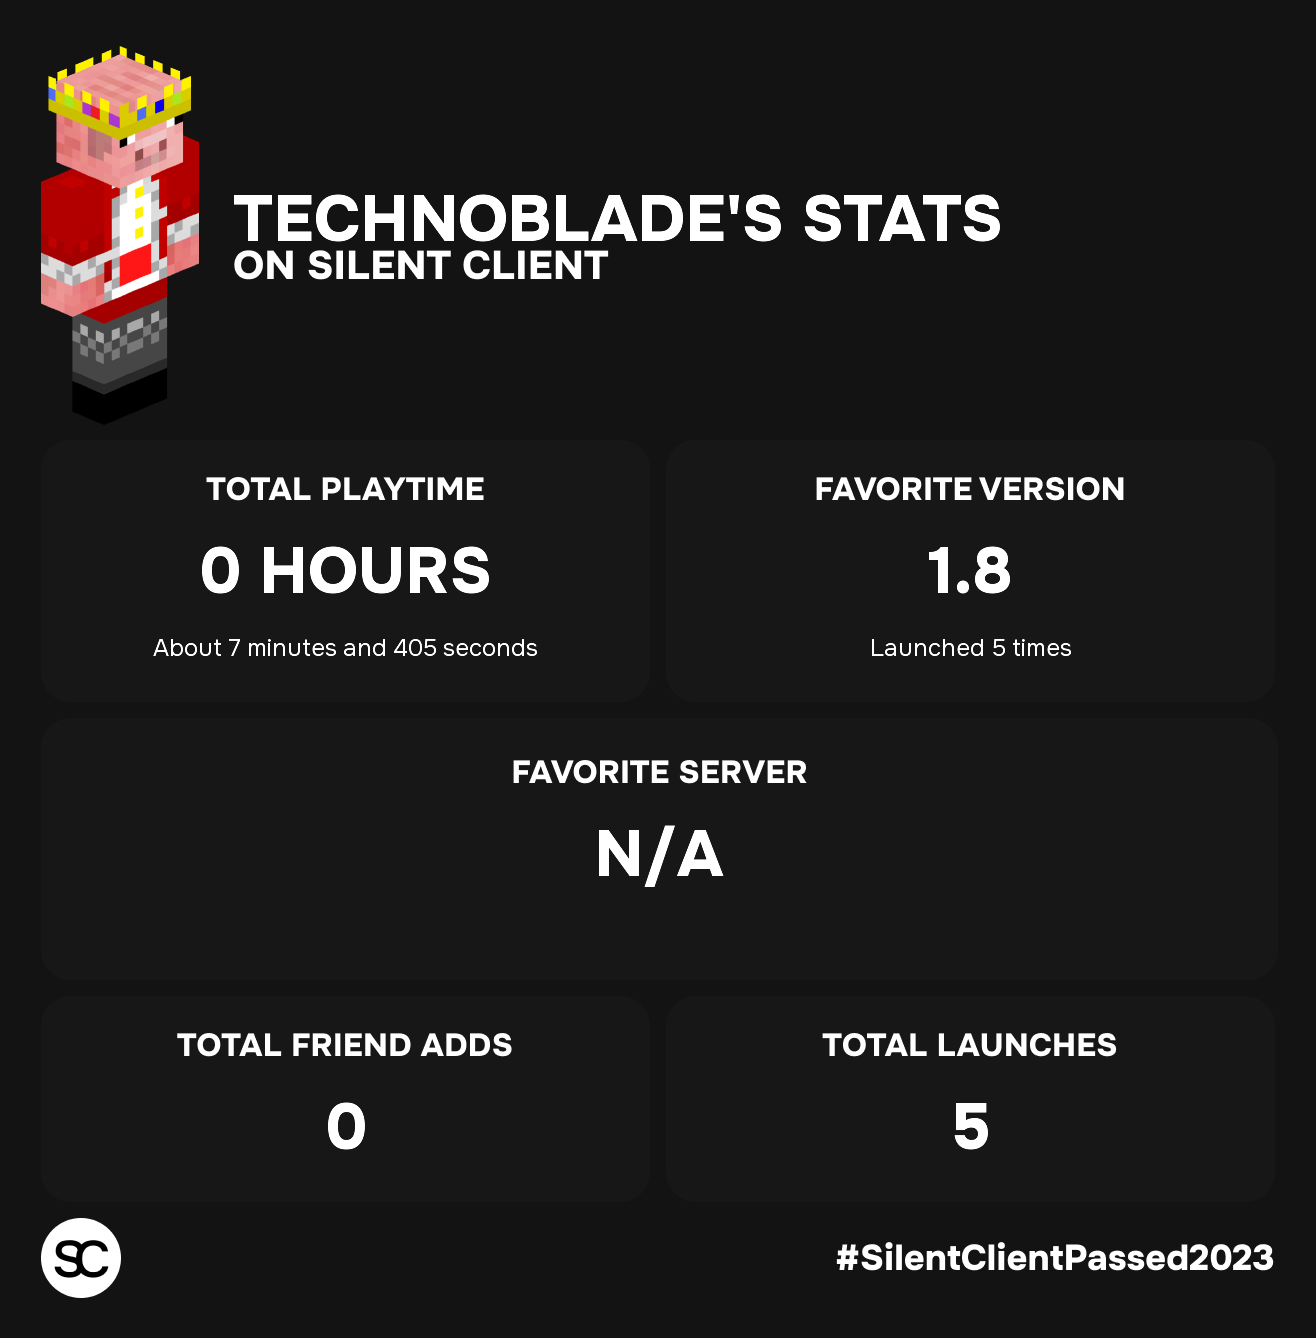 TECHNOBLADE'S STATS
ON SILENT CLIENT
TOTAL PLAYTIME
0 HOURS
About 7 minutes and 405 seconds
FAVORITE VERSION
1.8
Launched 5 times
FAVORITE SERVER
N/A
TOTAL FRIEND ADDS
0
TOTAL LAUNCHES
5
SC
#SilentClientPassed2023